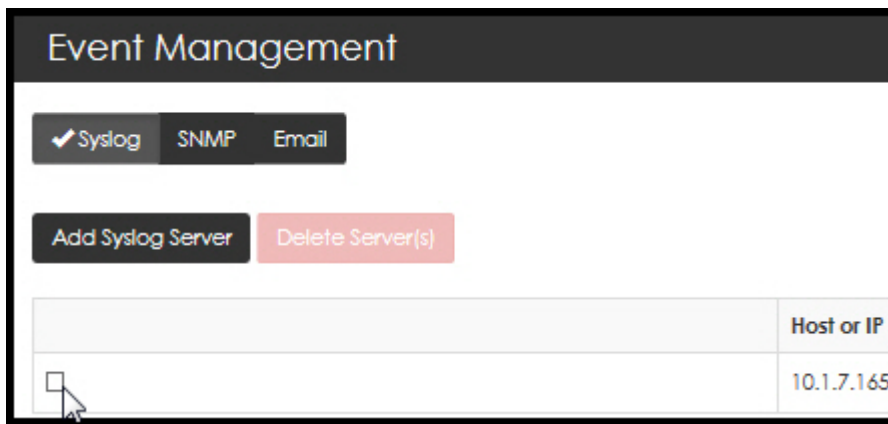 Event Management
Syslog SNMP Email
Add Syslog Server Delete Server(s)
Host or IP
10.1.7.165